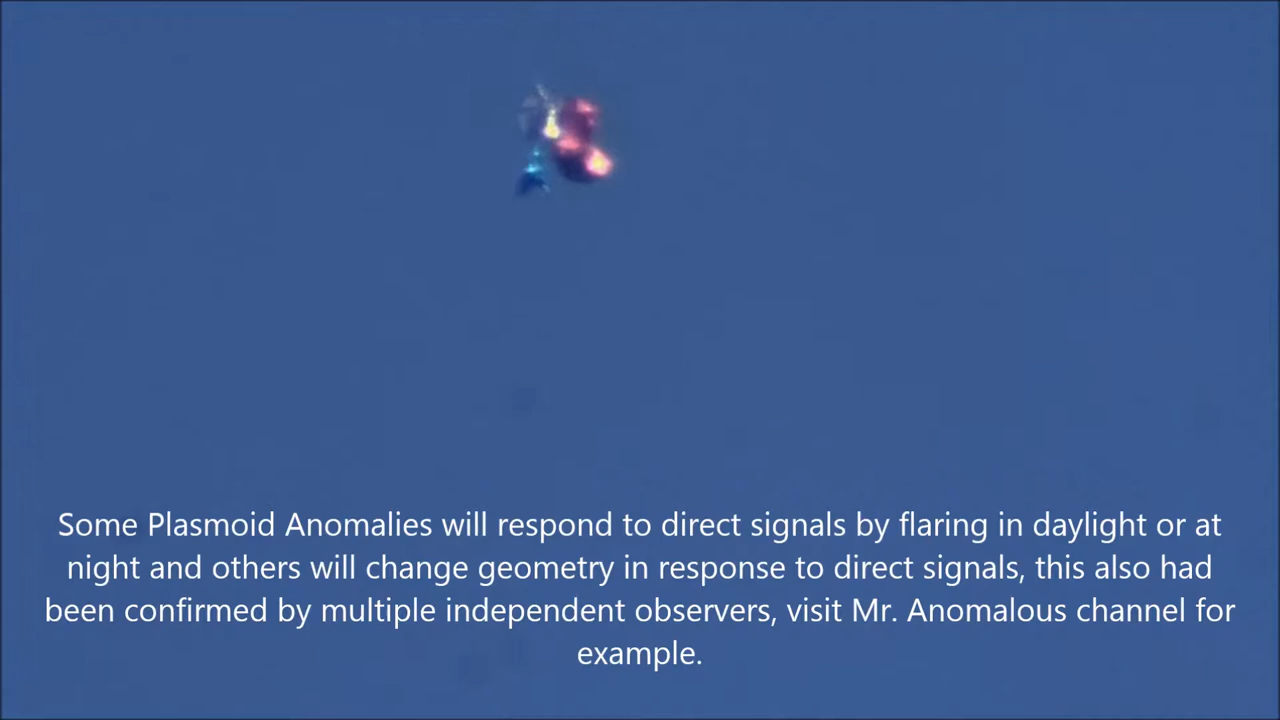 Some Plasmoid Anomalies will respond to direct signals by flaring in daylight or at
night and others will change geometry in response to direct signals, this also had
been confirmed by multiple independent observers, visit Mr. Anomalous channel for
example.